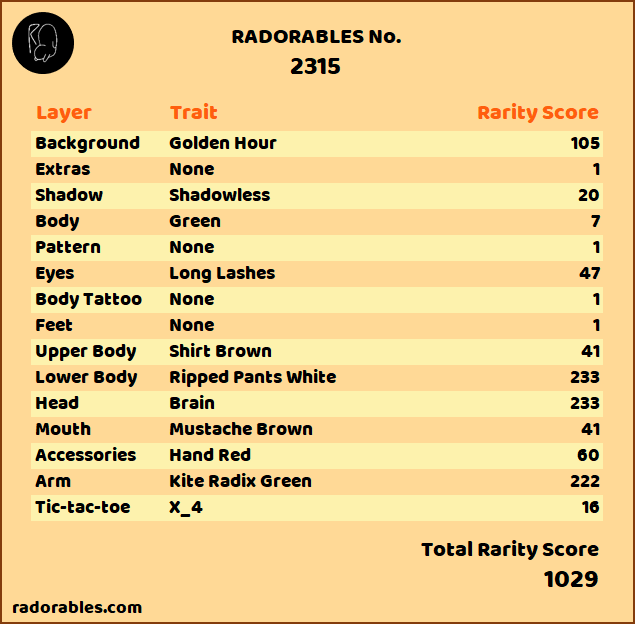 RADORABLES No.
2315
Layer Trait Rarity Score
Background Golden Hour 105
Extras None 1
Shadow Shadowless 20
Body Green 7
Pattern None 1
Eyes Long Lashes 47
Body Tattoo None 1
Feet None 1
Upper Body Shirt Brown 41
Lower Body Ripped Pants White 233
Head Brain 233
Mouth Mustache Brown 41
Accessories Hand Red 60
Arm Kite Radix Green 222
Tic-tac-toe X_4 16
Total Rarity Score
1029
radorables.com